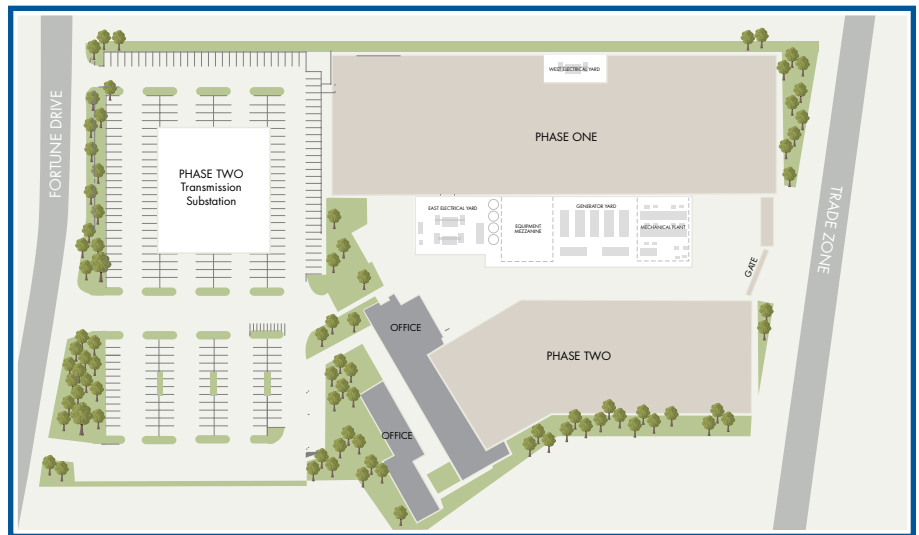 WEST ELECTRICAL YARD
PHASE ONE
FORTUNE DRIVE
PHASE TWO
Transmission
Substation
EAST ELECTRICAL YARD
GENERATOR YARD
EQUIPMENT
MEZZANINE
MECHANICAL PLANT
TRADE ZONE
GATE
OFFICE
PHASE TWO
OFFICE